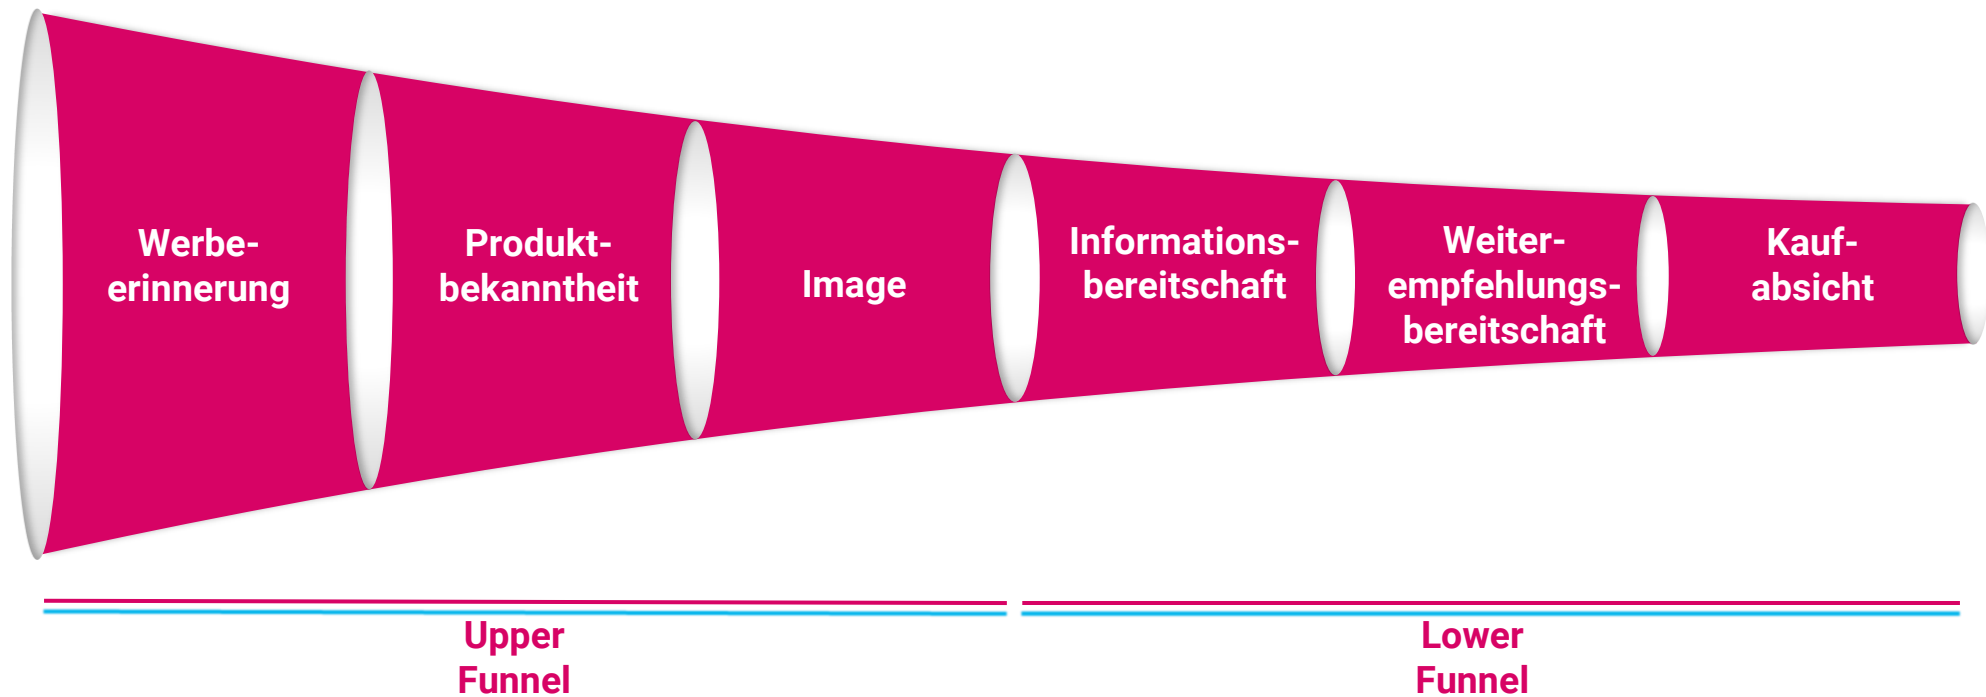 Werbe-
erinnerung
Produkt-
bekanntheit
Image
Informations-
bereitschaft
Weiter-
empfehlungs-
bereitschaft
Kauf-
absicht
Upper
Funnel
Lower
Funnel